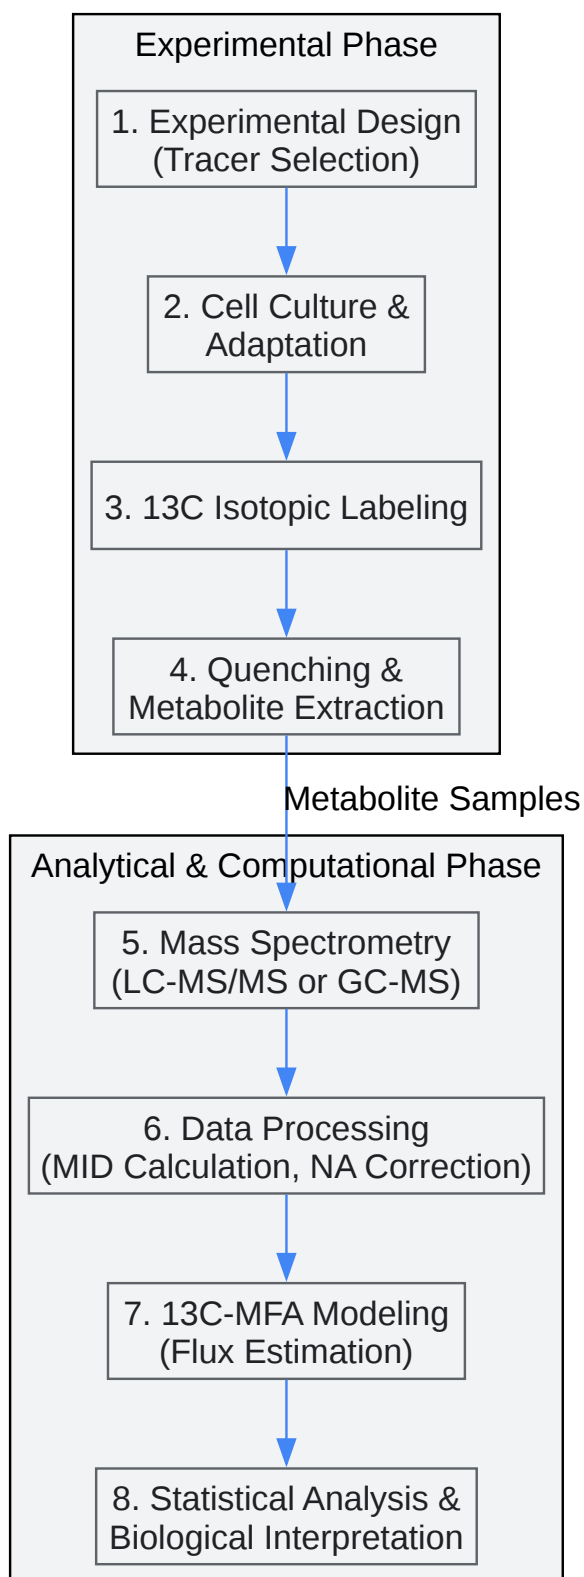 Experimental Phase
1. Experimental Design
(Tracer Selection)
2. Cell Culture &
Adaptation
3. 13C Isotopic Labeling
4. Quenching &
Metabolite Extraction
Metabolite Samples
Analytical & Computational Phase
5. Mass Spectrometry
(LC-MS/MS or GC-MS)
6. Data Processing
(MID Calculation, NA Correction)
7. 13C-MFA Modeling
(Flux Estimation)
8. Statistical Analysis &
Biological Interpretation